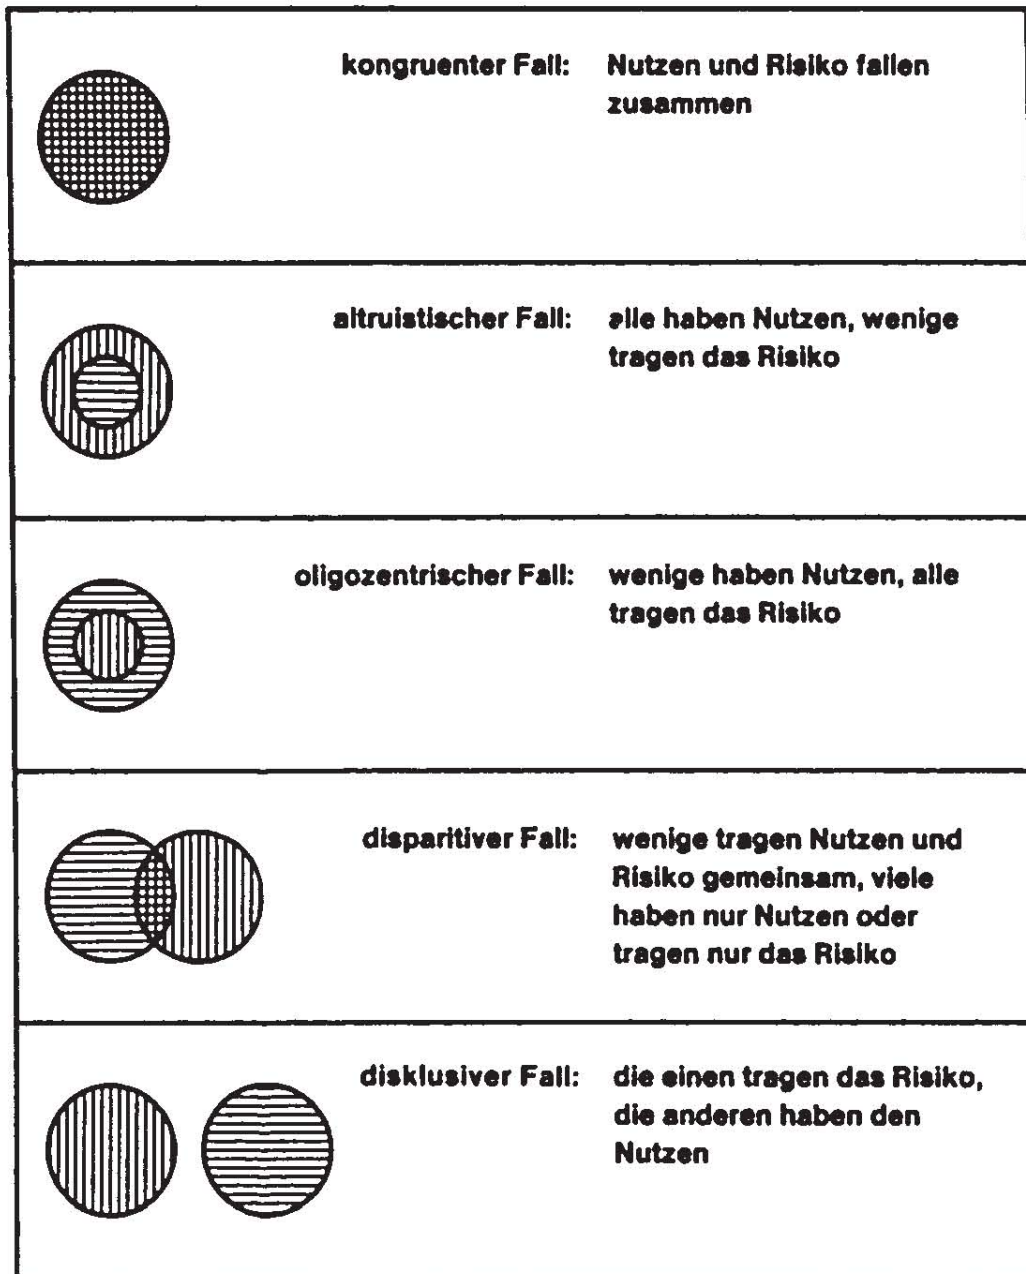 kongruenter Fall: Nutzen und Risiko fallen
zusammen
altruistischer Fall: alle haben Nutzen, wenige
tragen das Risiko
oligozentrischer Fall: wenige haben Nutzen, alle
tragen das Risiko
disparitiver Fall: wenige tragen Nutzen und
Risiko gemeinsam, viele
haben nur Nutzen oder
tragen nur das Risiko
disklusiver Fall: die einen tragen das Risiko,
die anderen haben den
Nutzen